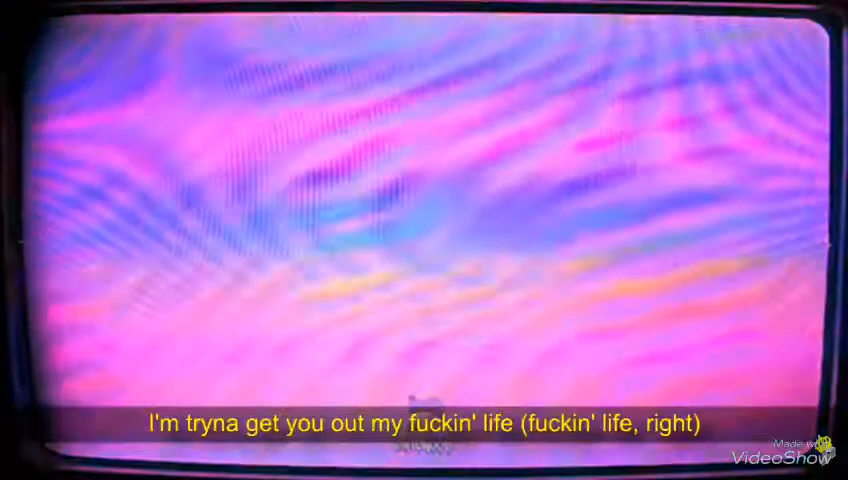 I'm tryna get you out my fuckin' life (fuckin' life, right)
Made with
VideoShow